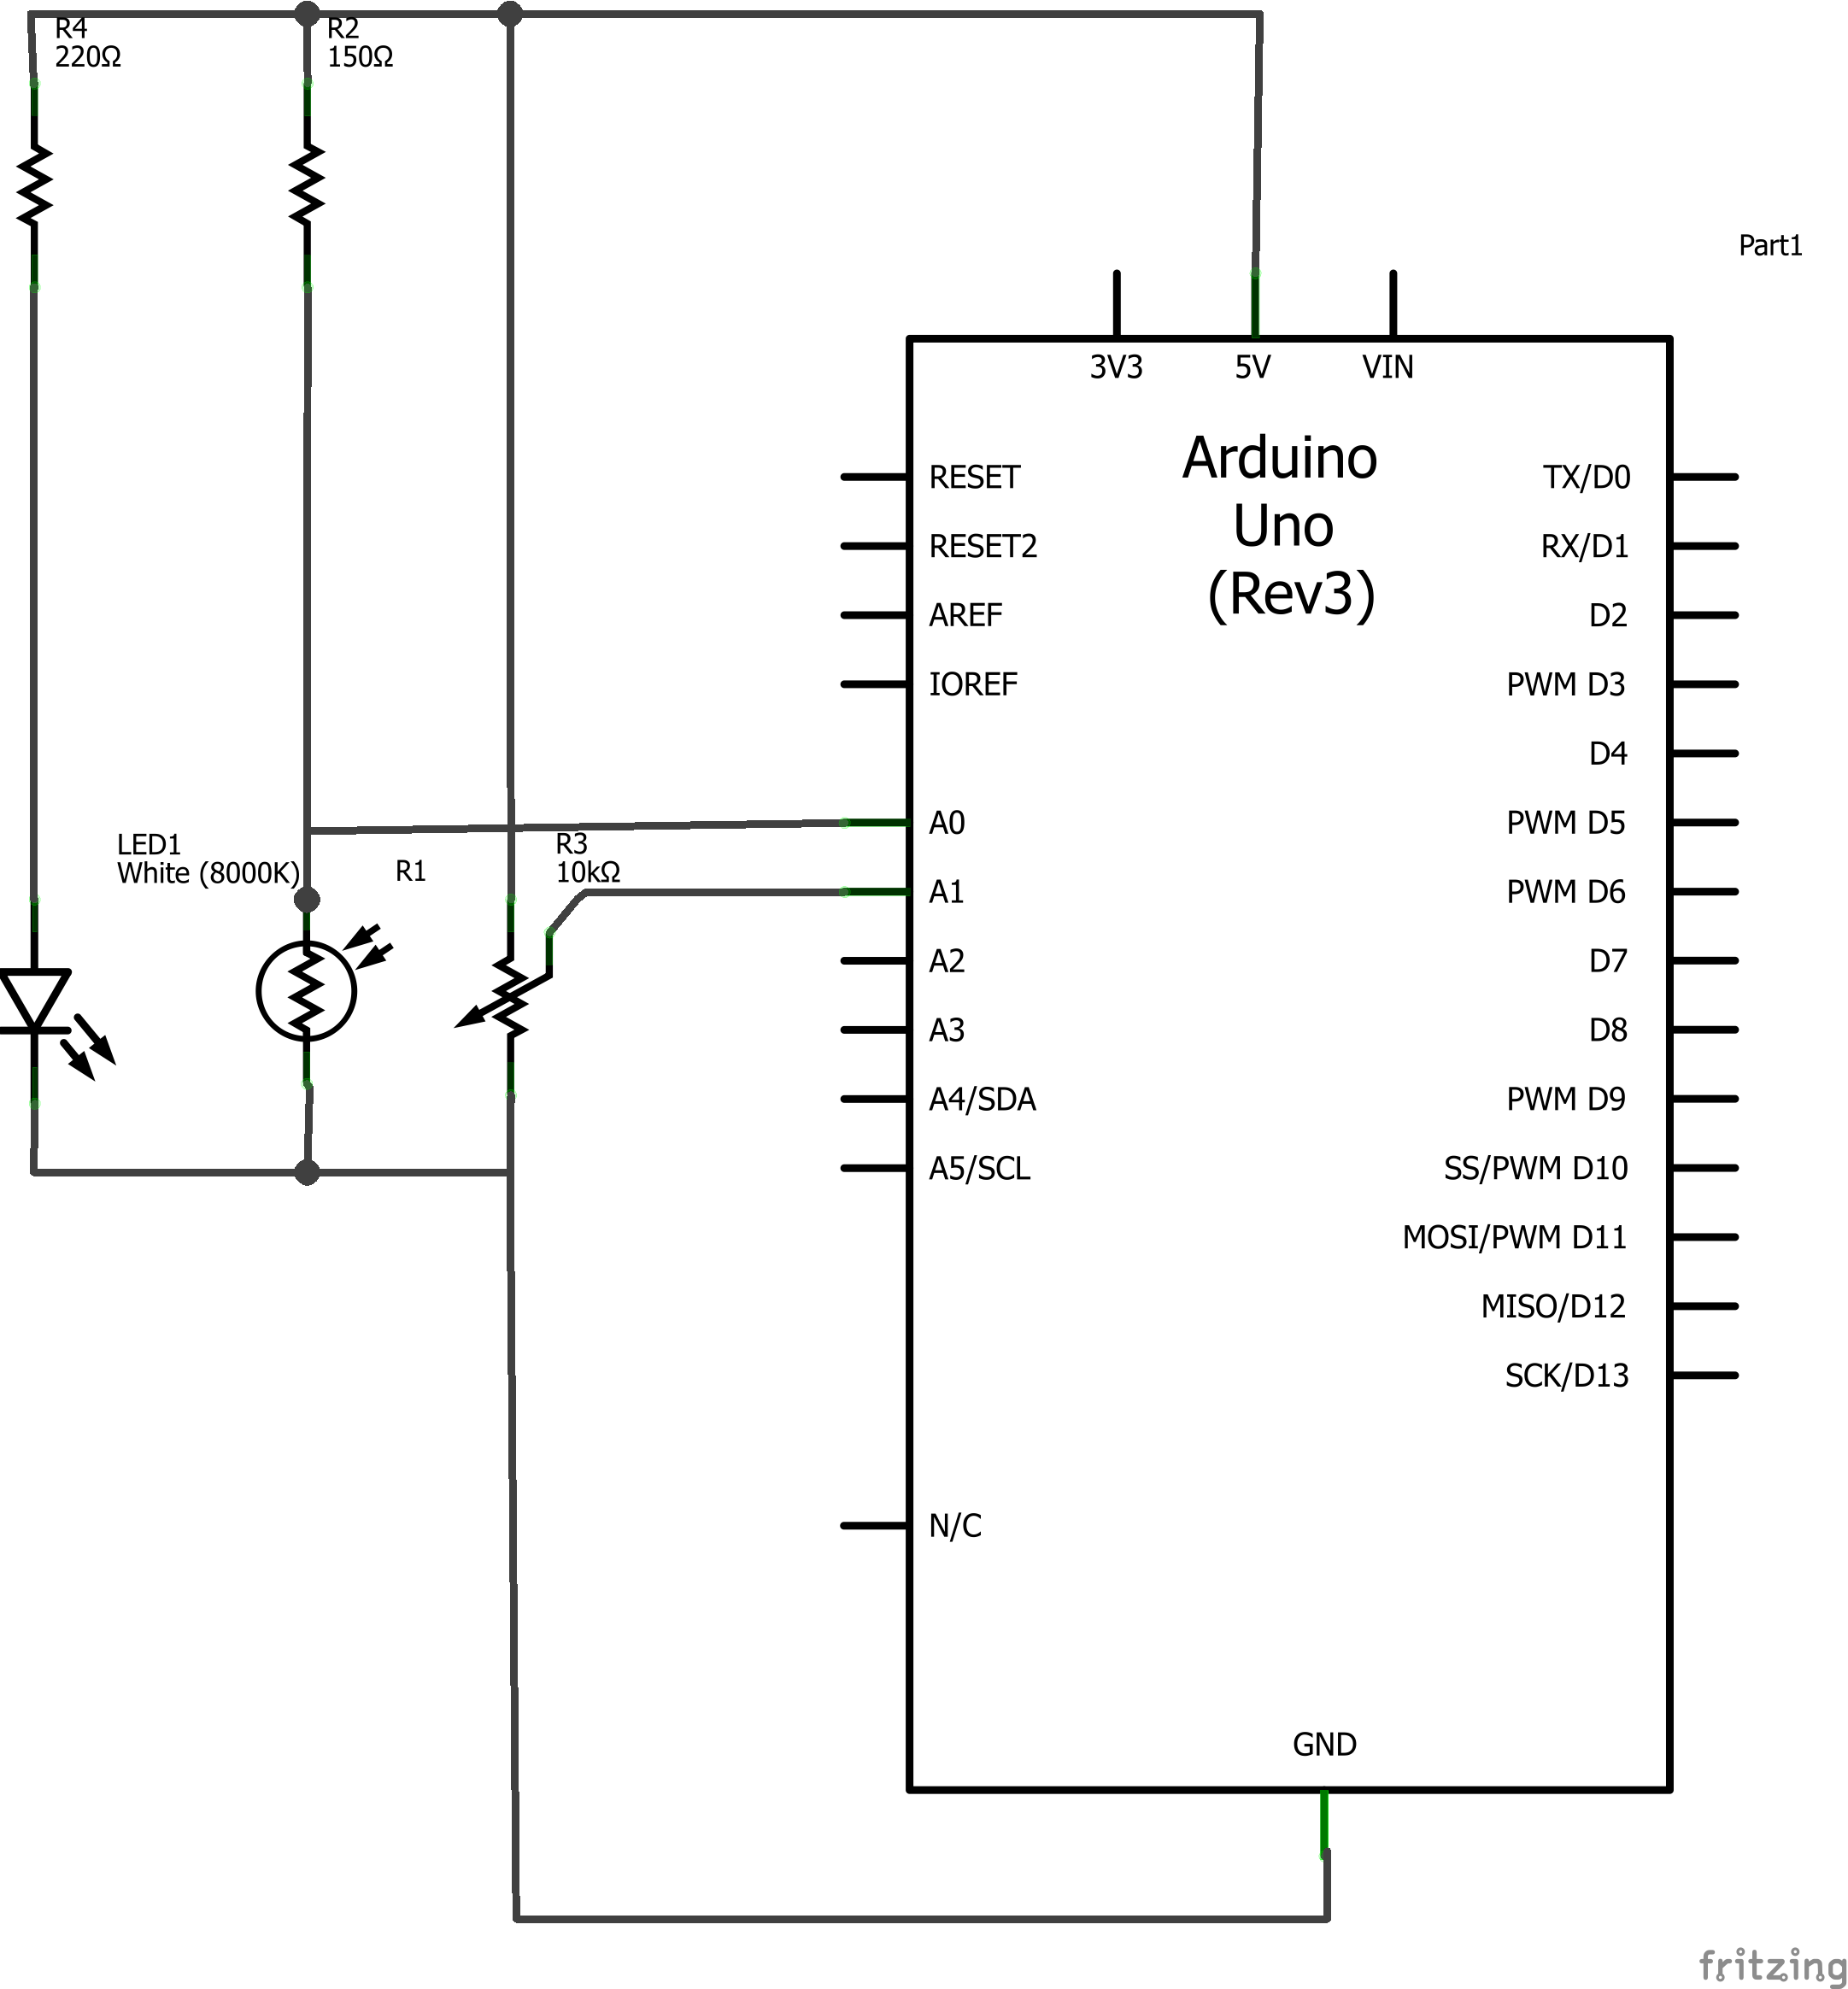 R4
220Ω
R2
150Ω
Part1
3V3
5V
VIN
Arduino
Uno
(Rev3)
RESET
RESET2
AREF
IOREF
A0
A1
A2
A3
A4/SDA
A5/SCL
N/C
TX/D0
RX/D1
D2
PWM D3
D4
PWM D5
PWM D6
D7
D8
PWM D9
SS/PWM D10
MOSI/PWM D11
MISO/D12
SCK/D13
GND
LED1
White (8000K)
R1
R3
10kΩ
fritzing